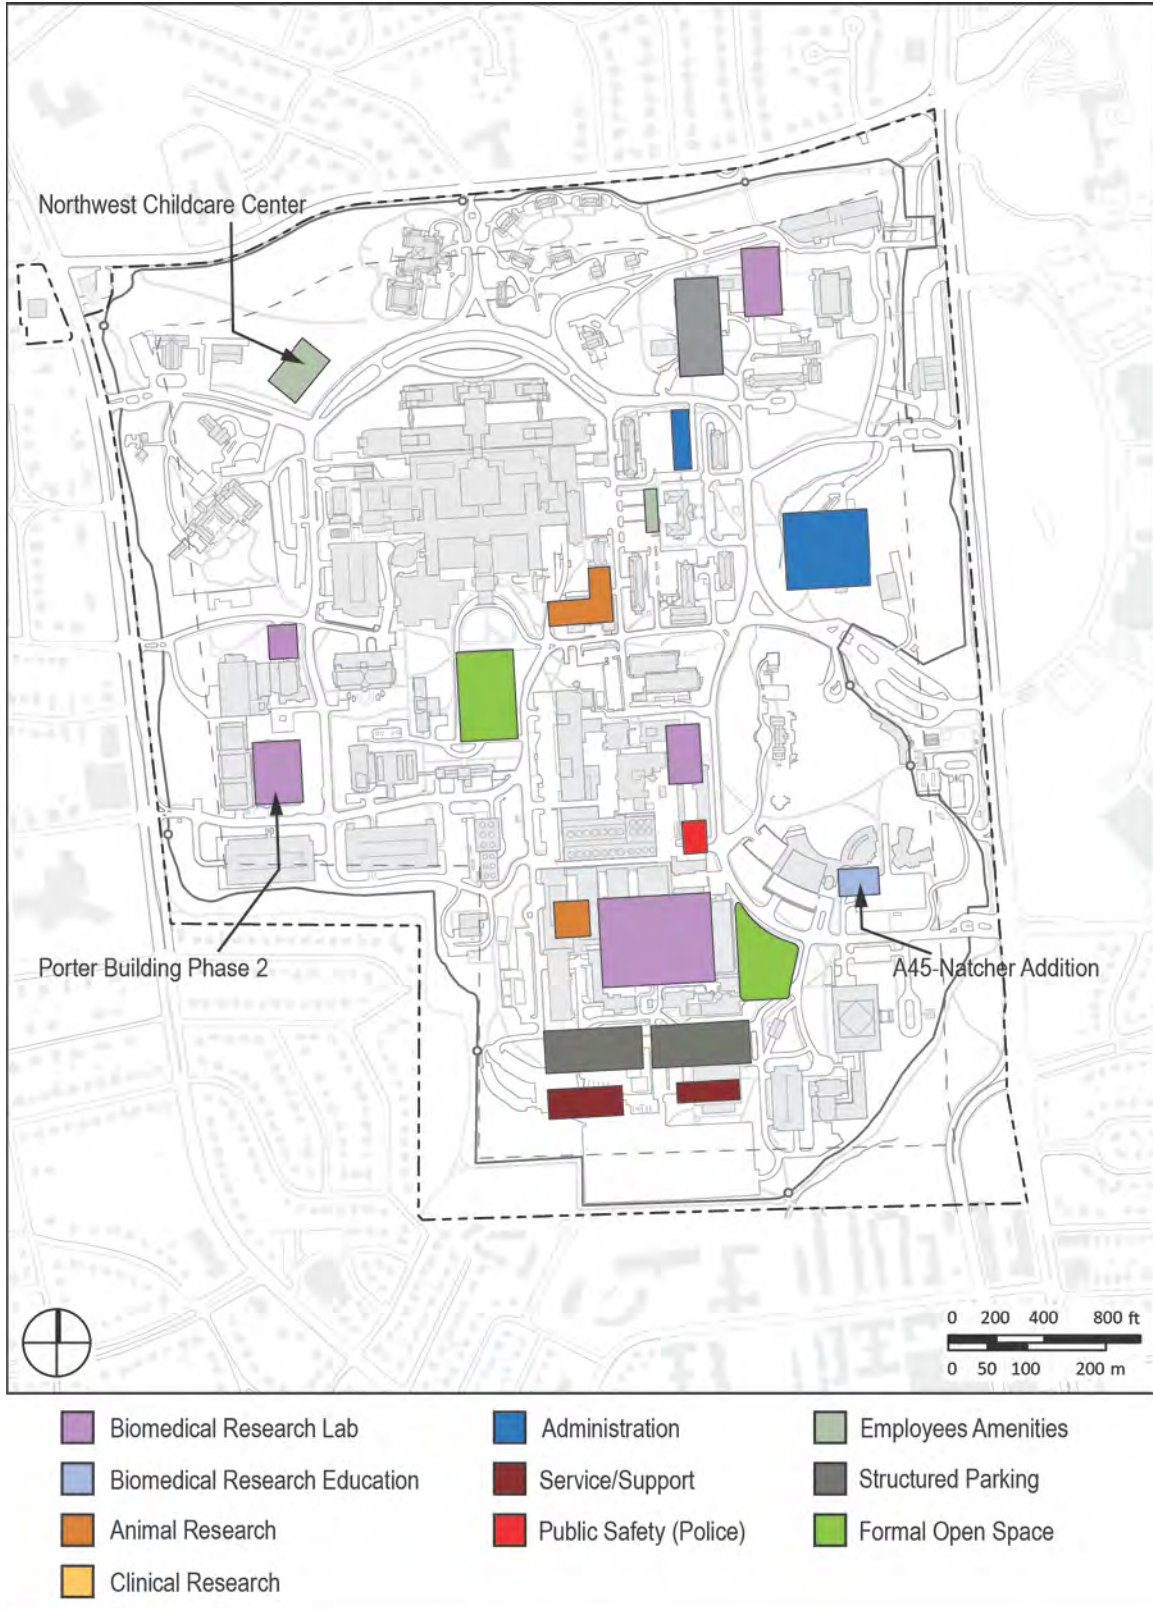 Northwest Childcare Center
Porter Building Phase 2
A45-Natcher Addition
0 200 400 800 ft
0 50 100 200 m
Biomedical Research Lab
Biomedical Research Education
Animal Research
Clinical Research
Administration
Service/Support
Public Safety (Police)
Employees Amenities
Structured Parking
Formal Open Space